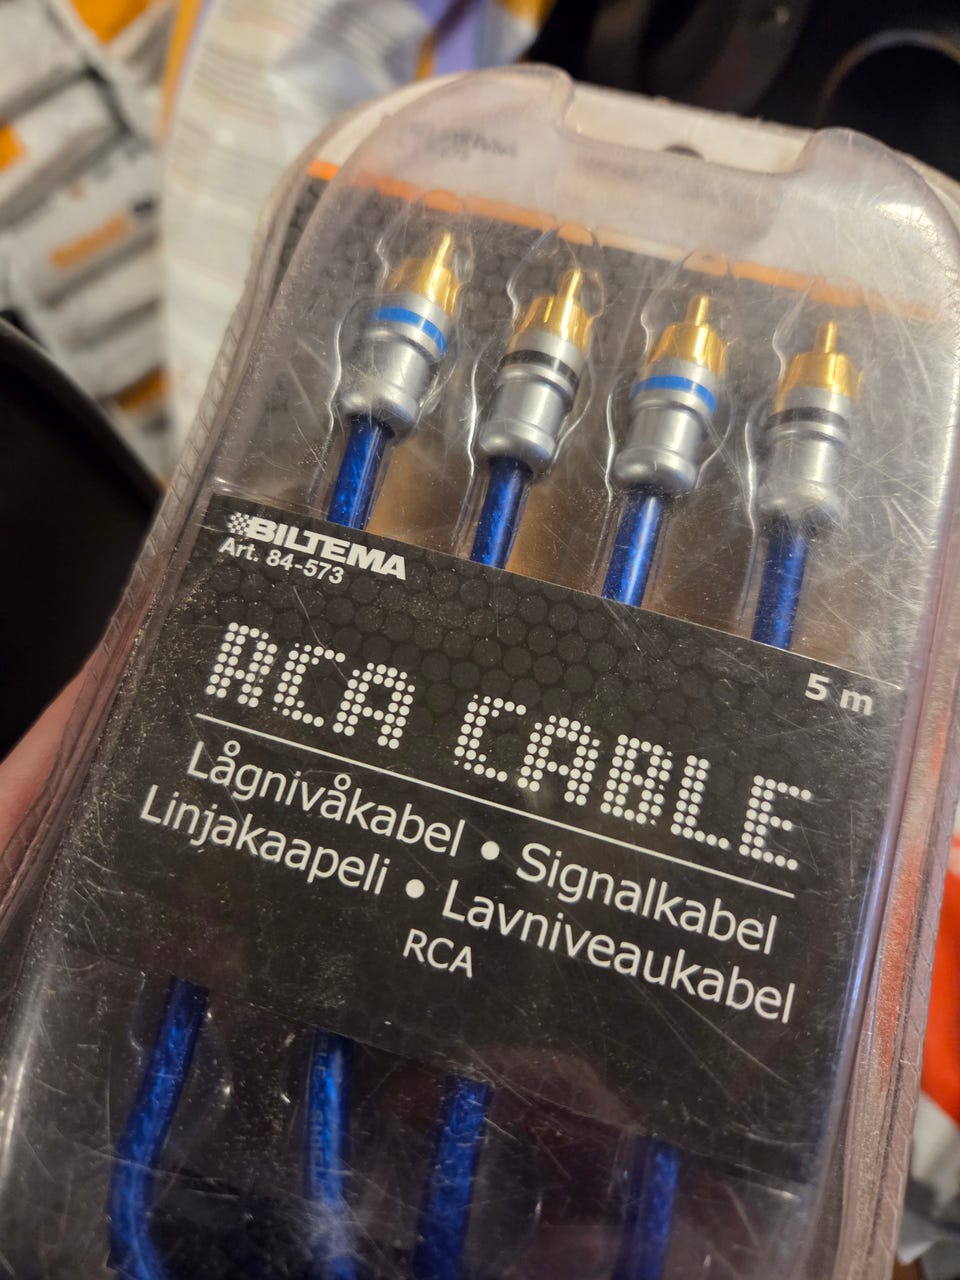 BILTEMA
Art. 84-573
5 m
RCA CABLE
Lågnivåkabel • Signalkabel
Linjakaapeli • Lavniveaukabel
RCA